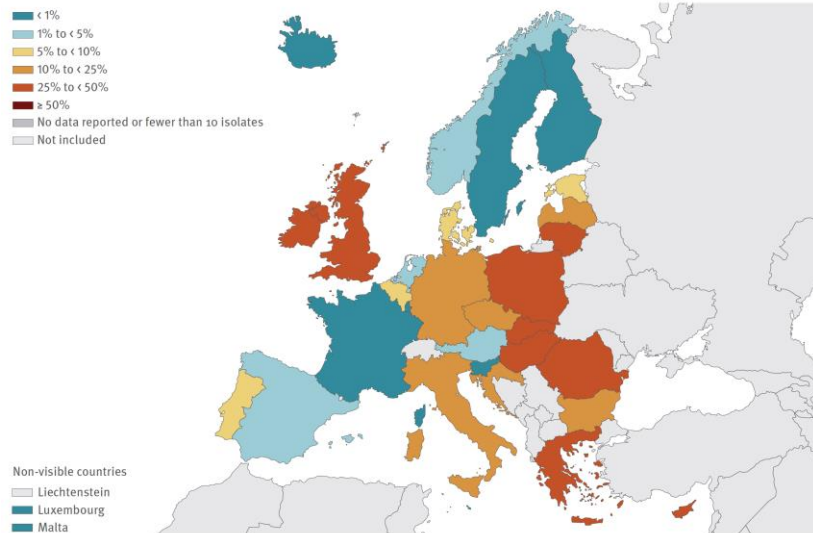 < 1%
1% to < 5%
5% to < 10%
10% to < 25%
25% to < 50%
≥ 50%
No data reported or fewer than 10 isolates
Not included
Non-visible countries
Liechtenstein
Luxembourg
Malta